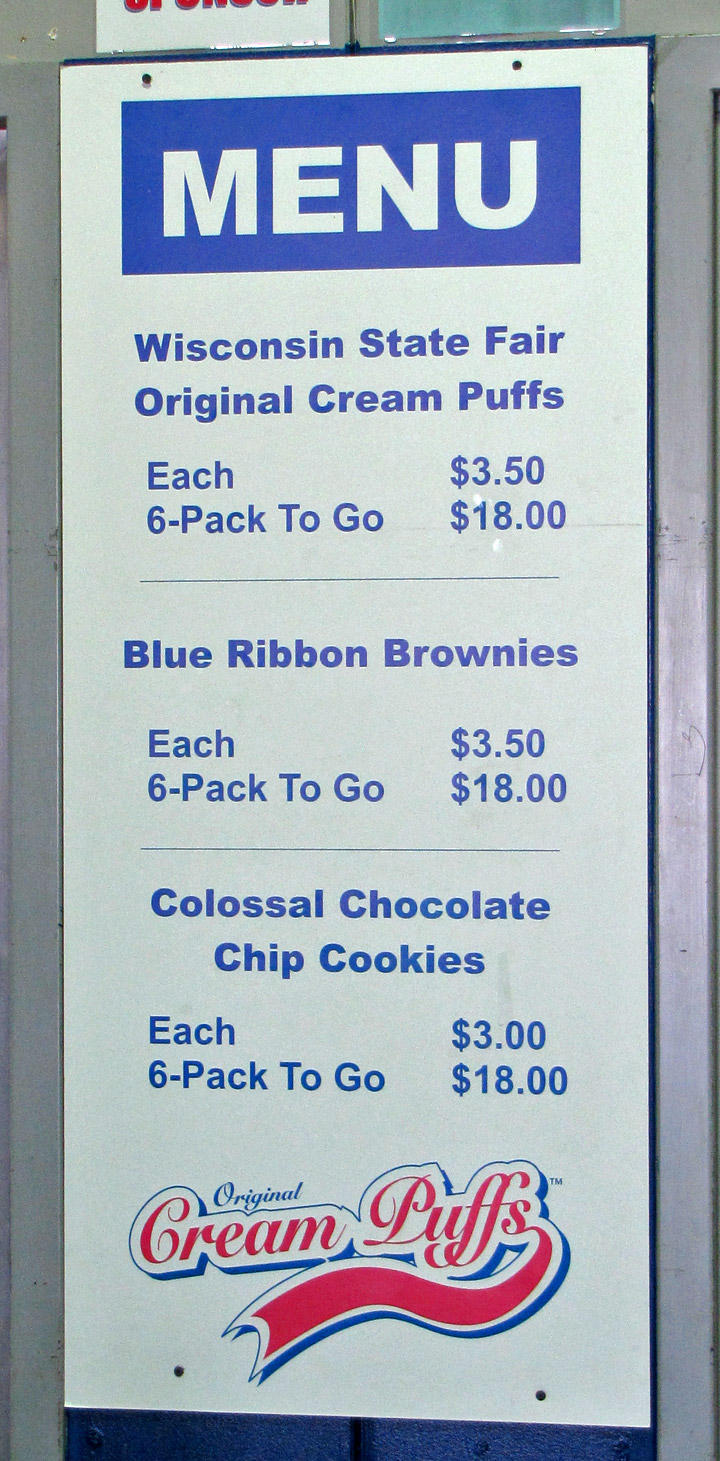 MENU
Wisconsin State Fair
Original Cream Puffs
Each $3.50
6-Pack To Go $18.00
Blue Ribbon Brownies
Each $3.50
6-Pack To Go $18.00
Colossal Chocolate
Chip Cookies
Each $3.00
6-Pack To Go $18.00
Original
Cream Puffs™